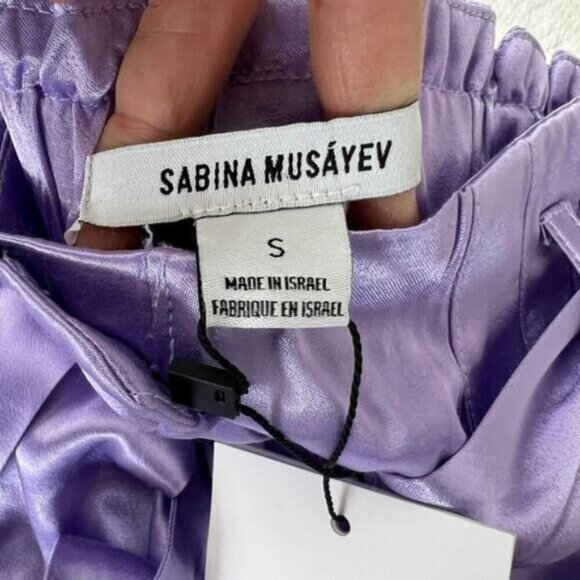 SABINA MUSÁYEV
S
MADE IN ISRAEL
FABRIQUE EN ISRAEL